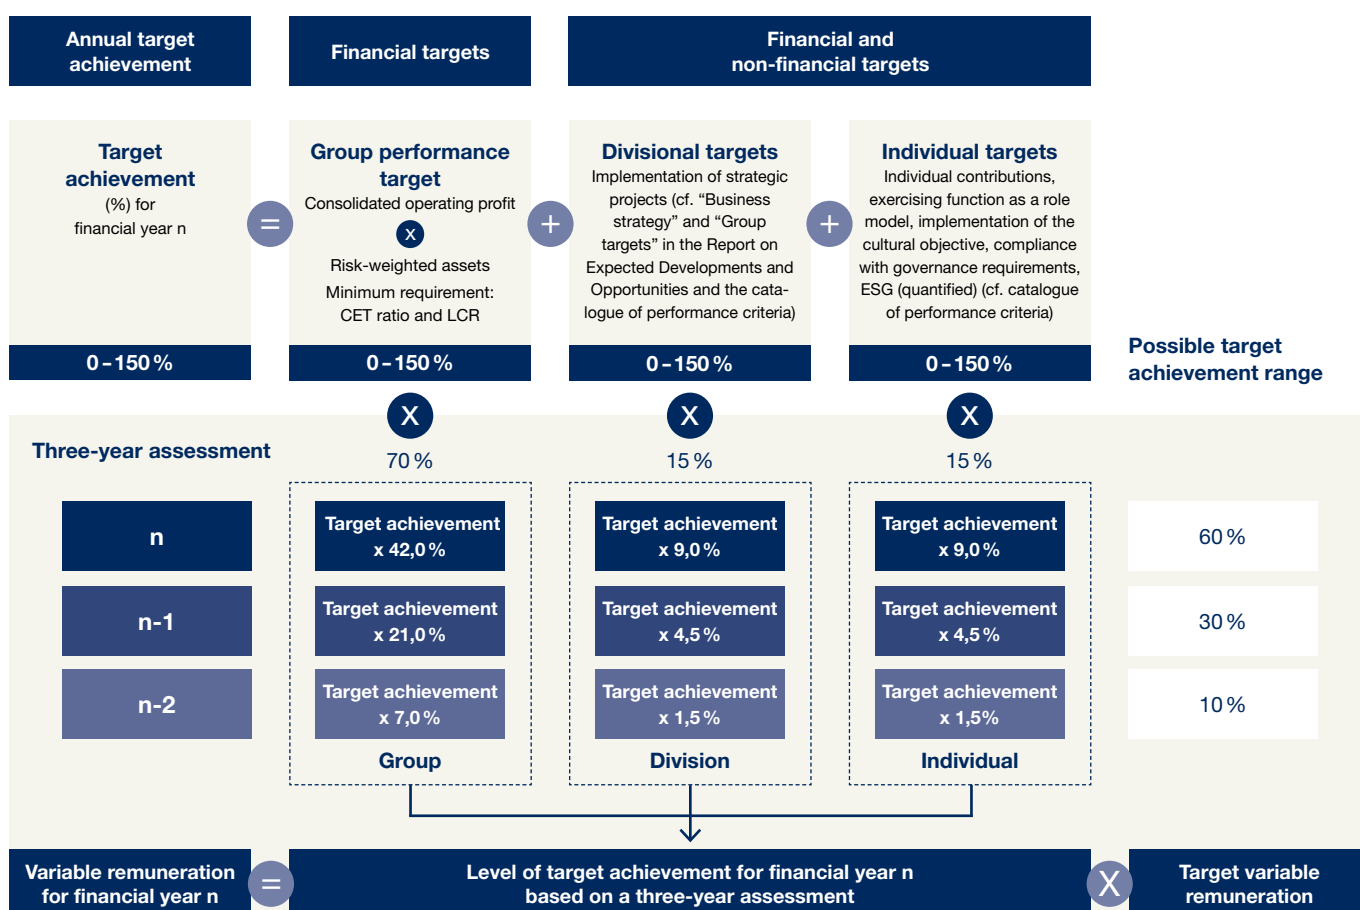 Annual target
achievement
Financial targets
Financial and
non-financial targets
Target
achievement
(%) for
financial year n
=
Group performance
target
Consolidated operating profit
x
Risk-weighted assets
Minimum requirement:
CET ratio and LCR
+
Divisional targets
Implementation of strategic
projects (cf. “Business
strategy” and “Group
targets” in the Report on
Expected Developments and
Opportunities and the cata-
logue of performance criteria)
+
Individual targets
Individual contributions,
exercising function as a role
model, implementation of the
cultural objective, compliance
with governance requirements,
ESG (quantified) (cf. catalogue
of performance criteria)
0 – 150 %
0 – 150 %
0 – 150 %
0 – 150 %
Possible target
achievement range
x
x
x
Three-year assessment
70 %
15 %
15 %
n
Target achievement
x 42,0 %
Target achievement
x 9,0 %
Target achievement
x 9,0 %
60 %
n-1
Target achievement
x 21,0 %
Target achievement
x 4,5 %
Target achievement
x 4,5 %
30 %
n-2
Target achievement
x 7,0 %
Target achievement
x 1,5 %
Target achievement
x 1,5%
10 %
Group
Division
Individual
Variable remuneration
for financial year n
=
Level of target achievement for financial year n
based on a three-year assessment
X
Target variable
remuneration